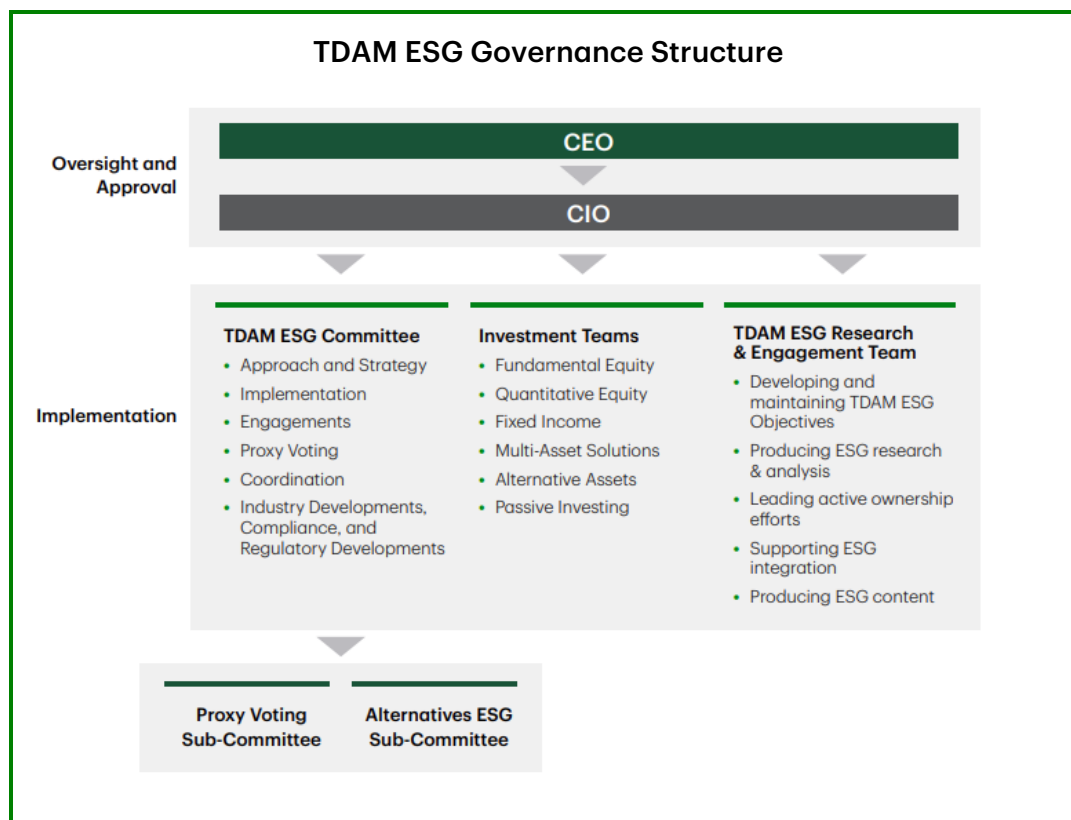 TDAM ESG Governance Structure
Oversight and
Approval
CEO
CIO
Implementation
TDAM ESG Committee
• Approach and Strategy
• Implementation
• Engagements
• Proxy Voting
• Coordination
• Industry Developments,
Compliance, and
Regulatory Developments
Investment Teams
• Fundamental Equity
• Quantitative Equity
• Fixed Income
• Multi-Asset Solutions
• Alternative Assets
• Passive Investing
TDAM ESG Research
& Engagement Team
• Developing and
maintaining TDAM ESG
Objectives
• Producing ESG research
& analysis
• Leading active ownership
efforts
• Supporting ESG
integration
• Producing ESG content
Proxy Voting
Sub-Committee
Alternatives ESG
Sub-Committee